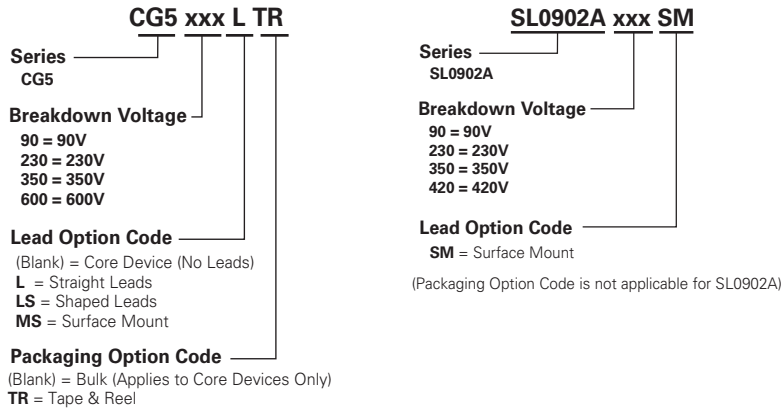 CG5 xxx L TR
Series
CG5
Breakdown Voltage
90 = 90V
230 = 230V
350 = 350V
600 = 600V
Lead Option Code
(Blank) = Core Device (No Leads)
L = Straight Leads
LS = Shaped Leads
MS = Surface Mount
Packaging Option Code
(Blank) = Bulk (Applies to Core Devices Only)
TR = Tape & Reel
SL0902A xxx SM
Series
SL0902A
Breakdown Voltage
90 = 90V
230 = 230V
350 = 350V
420 = 420V
Lead Option Code
SM = Surface Mount
(Packaging Option Code is not applicable for SL0902A)